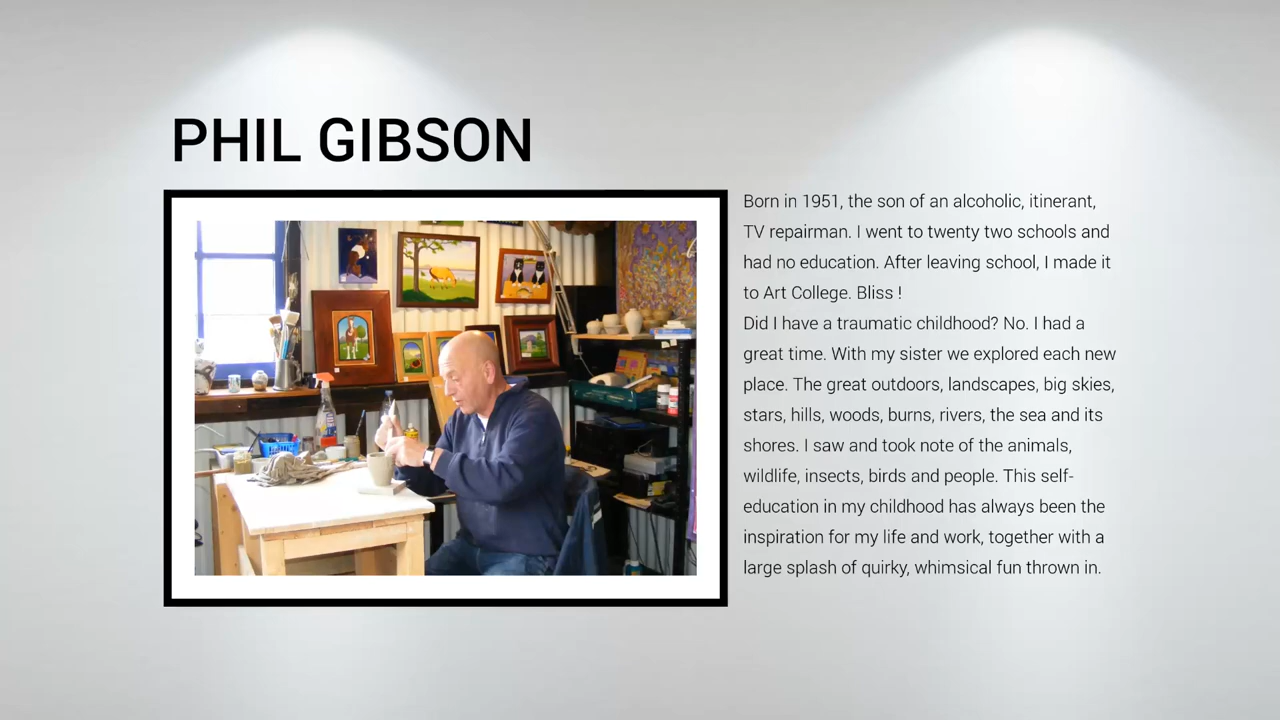 PHIL GIBSON
Born in 1951, the son of an alcoholic, itinerant,
TV repairman. I went to twenty two schools and
had no education. After leaving school, I made it
to Art College. Bliss !
Did I have a traumatic childhood? No. I had a
great time. With my sister we explored each new
place. The great outdoors, landscapes, big skies,
stars, hills, woods, burns, rivers, the sea and its
shores. I saw and took note of the animals,
wildlife, insects, birds and people. This self-
education in my childhood has always been the
inspiration for my life and work, together with a
large splash of quirky, whimsical fun thrown in.